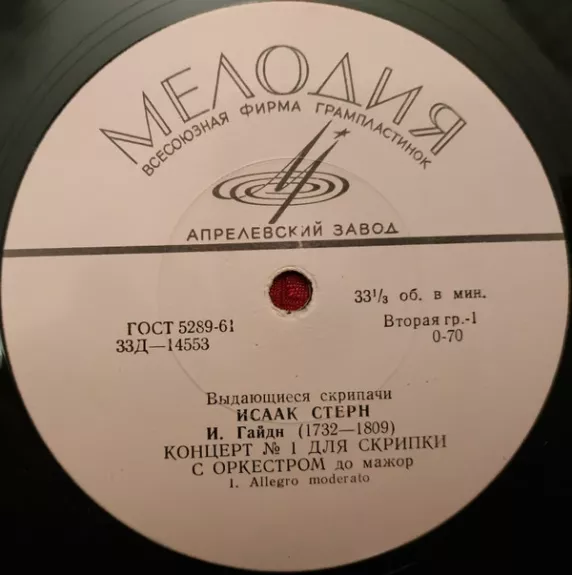 МЕЛОДИЯ
ВСЕСОЮЗНАЯ ФИРМА ГРАМПЛАСТИНОК
АПРЕЛЕВСКИЙ ЗАВОД
33⅓ об. в мин.
ГОСТ 5289-61
Вторая гр.-1
33Д—14553
0-70
Выдающиеся скрипачи
ИСААК СТЕРН
И. Гайдн (1732—1809)
КОНЦЕРТ № 1 ДЛЯ СКРИПКИ
С ОРКЕСТРОМ до мажор
1. Allegro moderato